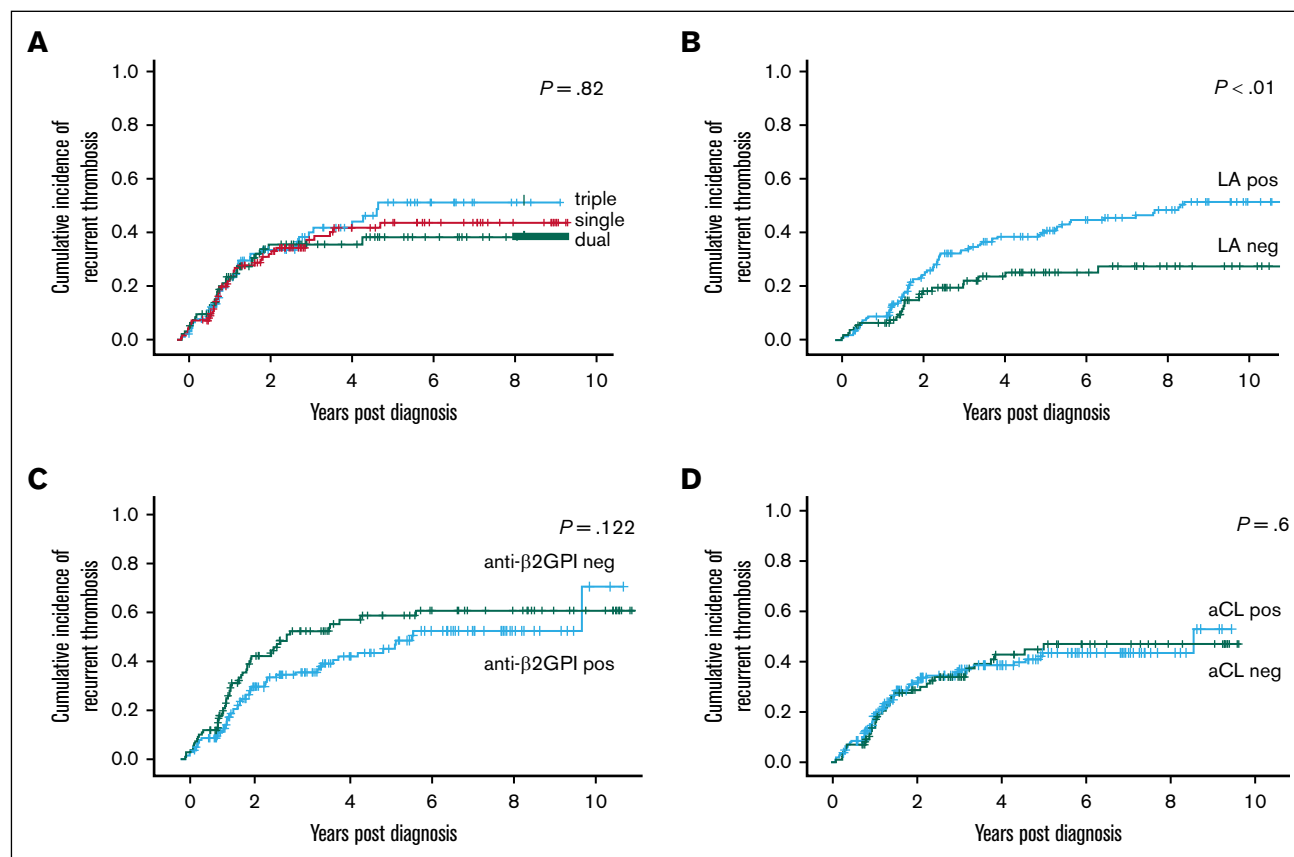 A
Cumulative incidence of
recurrent thrombosis
1.0
0.8
0.6
0.4
0.2
0.0
P = .82
triple
single
dual
0 2 4 6 8 10
Years post diagnosis
B
Cumulative incidence of
recurrent thrombosis
1.0
0.8
0.6
0.4
0.2
0.0
P < .01
LA pos
LA neg
0 2 4 6 8 10
Years post diagnosis
C
Cumulative incidence of
recurrent thrombosis
1.0
0.8
0.6
0.4
0.2
0.0
P = .122
anti-β2GPI neg
anti-β2GPI pos
0 2 4 6 8 10
Years post diagnosis
D
Cumulative incidence of
recurrent thrombosis
1.0
0.8
0.6
0.4
0.2
0.0
P = .6
aCL pos
aCL neg
0 2 4 6 8 10
Years post diagnosis